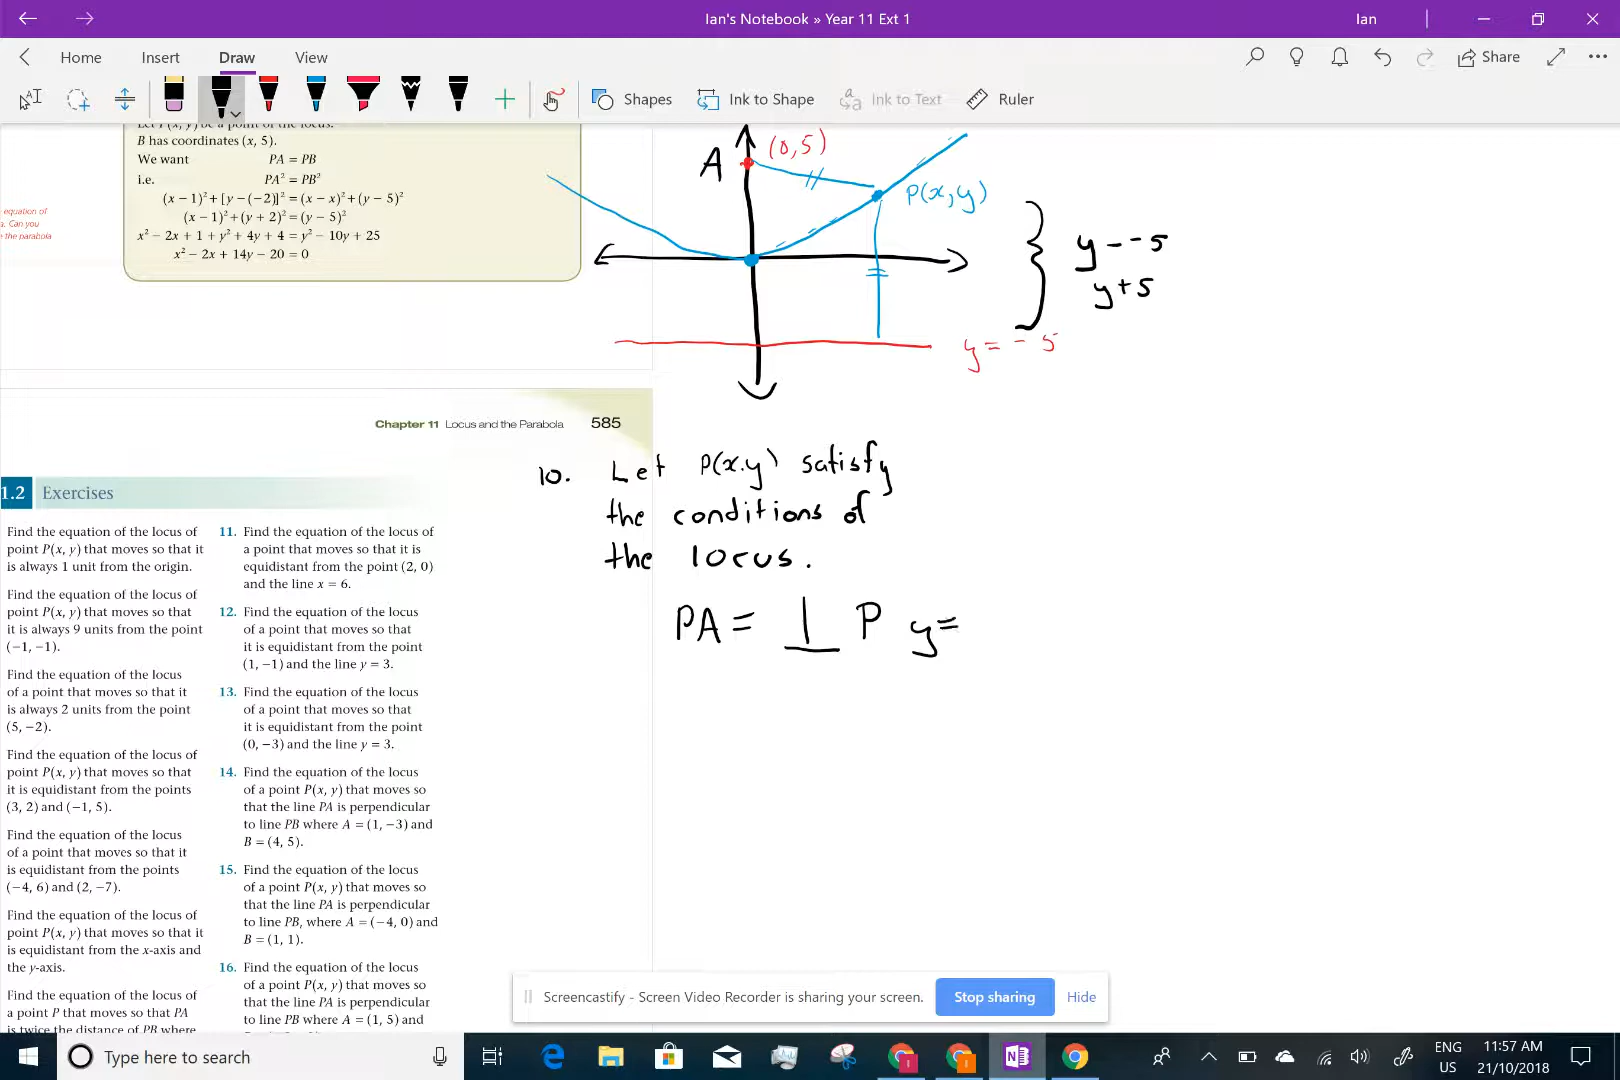 Ian's Notebook » Year 11 Ext 1
Ian
Home Insert Draw View
Share
Shapes
Ink to Shape
Ink to Text
Ruler
Let P(x, y) be a point of the locus.
B has coordinates (x, 5).
We want PA = PB
i.e. PA² = PB²
(x − 1)² + [y − (−2)]² = (x − x)² + (y − 5)²
(x − 1)² + (y + 2)² = (y − 5)²
x² − 2x + 1 + y² + 4y + 4 = y² − 10y + 25
x² − 2x + 14y − 20 = 0
equation of
a. Can you
the parabola
A (0,5)
P(x,y)
y - -5
y+5
y = -5
Chapter 11 Locus and the Parabola 585
1.2 Exercises
Find the equation of the locus of
point P(x, y) that moves so that it
is always 1 unit from the origin.
Find the equation of the locus of
point P(x, y) that moves so that
it is always 9 units from the point
(−1, −1).
Find the equation of the locus
of a point that moves so that it
is always 2 units from the point
(5, −2).
Find the equation of the locus of
point P(x, y) that moves so that
it is equidistant from the points
(3, 2) and (−1, 5).
Find the equation of the locus
of a point that moves so that it
is equidistant from the points
(−4, 6) and (2, −7).
Find the equation of the locus of
point P(x, y) that moves so that it
is equidistant from the x-axis and
the y-axis.
Find the equation of the locus of
a point P that moves so that PA
is twice the distance of PB where
11. Find the equation of the locus of
a point that moves so that it is
equidistant from the point (2, 0)
and the line x = 6.
12. Find the equation of the locus
of a point that moves so that
it is equidistant from the point
(1, −1) and the line y = 3.
13. Find the equation of the locus
of a point that moves so that
it is equidistant from the point
(0, −3) and the line y = 3.
14. Find the equation of the locus
of a point P(x, y) that moves so
that the line PA is perpendicular
to line PB where A = (1, −3) and
B = (4, 5).
15. Find the equation of the locus
of a point P(x, y) that moves so
that the line PA is perpendicular
to line PB, where A = (−4, 0) and
B = (1, 1).
16. Find the equation of the locus
of a point P(x, y) that moves so
that the line PA is perpendicular
to line PB where A = (1, 5) and
10. Let P(x.y) satisfy
the conditions of
the locus.
PA = ⊥ P y=
Screencastify - Screen Video Recorder is sharing your screen.
Stop sharing
Hide
Type here to search
ENG
US
11:57 AM
21/10/2018